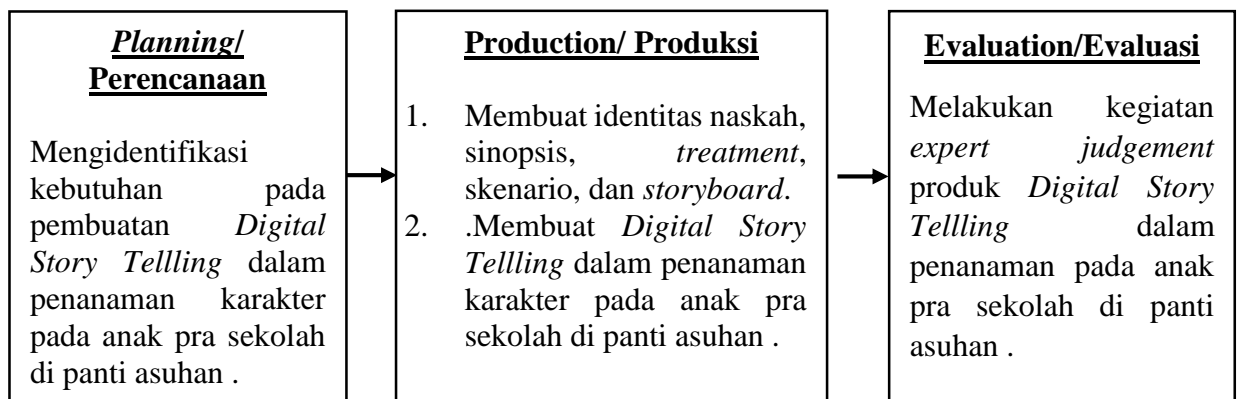 Planning/
Perencanaan
Mengidentifikasi
kebutuhan pada
pembuatan Digital
Story Tellling dalam
penanaman karakter
pada anak pra sekolah
di panti asuhan .
Production/ Produksi
1. Membuat identitas naskah,
sinopsis, treatment,
skenario, dan storyboard.
2. .Membuat Digital Story
Tellling dalam penanaman
karakter pada anak pra
sekolah di panti asuhan .
Evaluation/Evaluasi
Melakukan kegiatan
expert judgement
produk Digital Story
Tellling dalam
penanaman pada anak
pra sekolah di panti
asuhan .